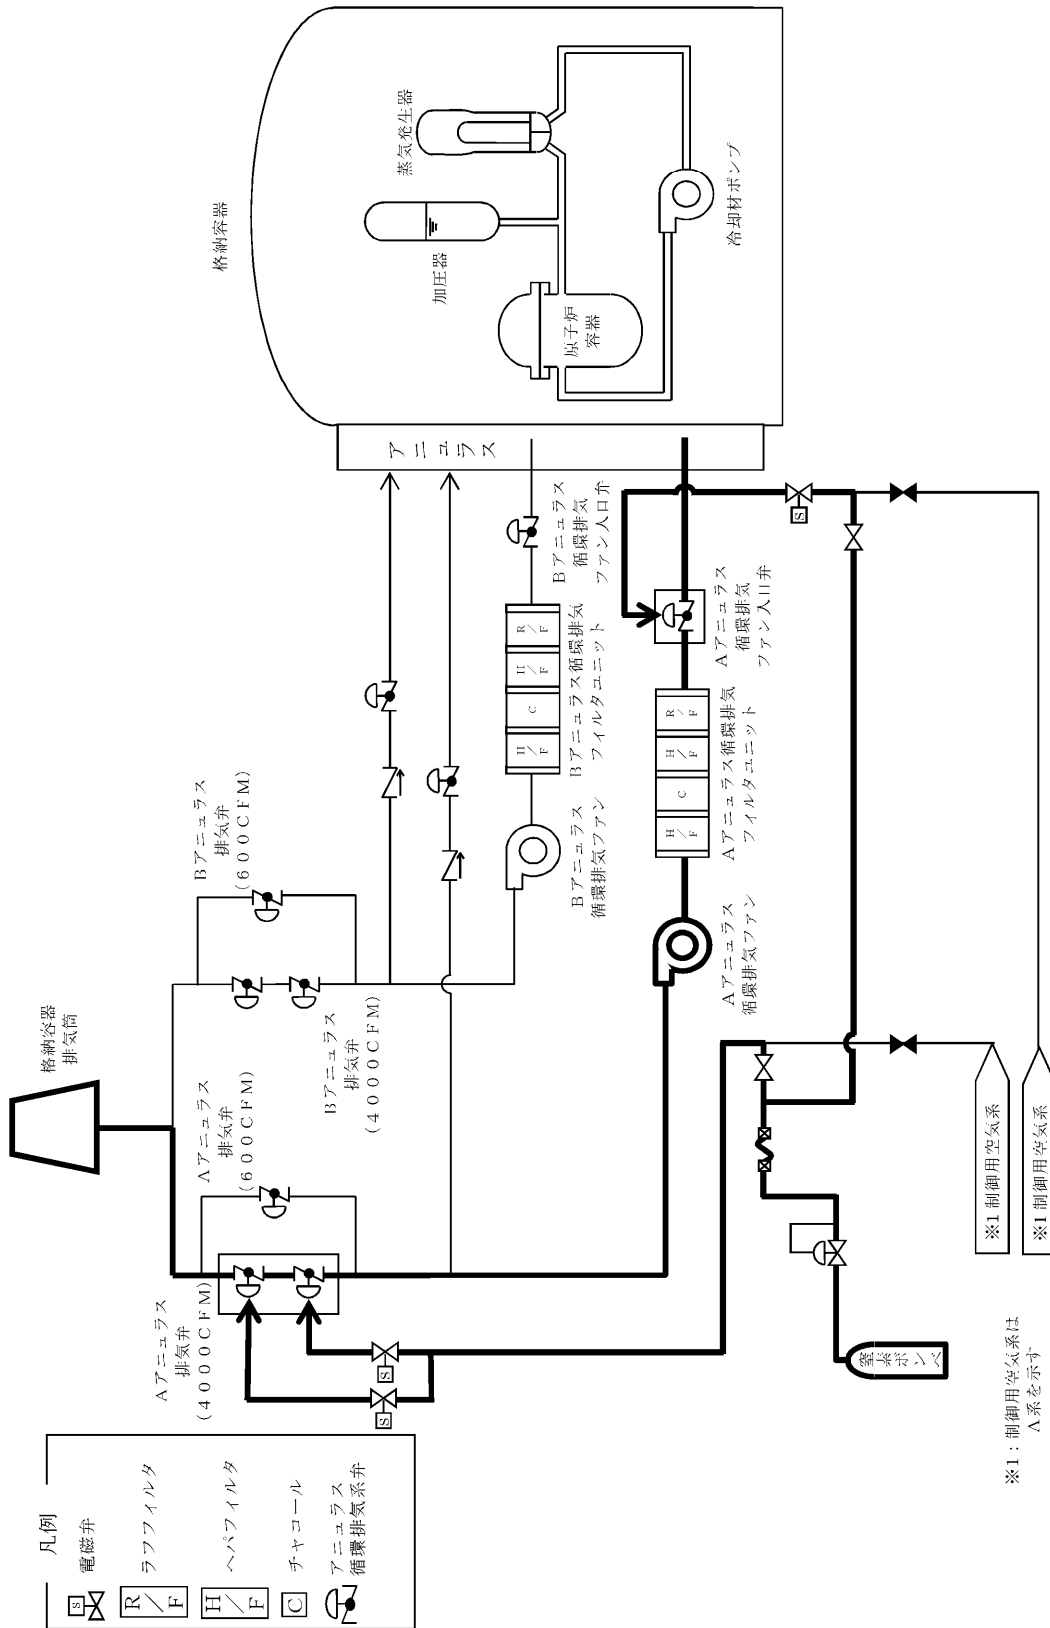 凡例
電磁弁
ラフフィルタ
ヘパフィルタ
チャコール
アニュラス
循環排気系弁
S
R/F
H/F
C
格納容器
排気筒
Aアニュラス
排気弁
(4000CFM)
Aアニュラス
排気弁
(600CFM)
Bアニュラス
排気弁
(4000CFM)
Bアニュラス
排気弁
(600CFM)
S
S
アニュラス
格納容器
加圧器
蒸気発生器
原子炉
容器
冷却材ポンプ
Bアニュラス
循環排気ファン
H/F
C
H/F
R/F
Bアニュラス循環排気
フィルタユニット
Bアニュラス
循環排気
ファン入口弁
Aアニュラス
循環排気ファン
H/F
C
H/F
R/F
Aアニュラス循環排気
フィルタユニット
Aアニュラス
循環排気
ファン入口弁
S
窒素ボンベ
※1 制御用空気系
※1 制御用空気系
※1：制御用空気系は
A系を示す